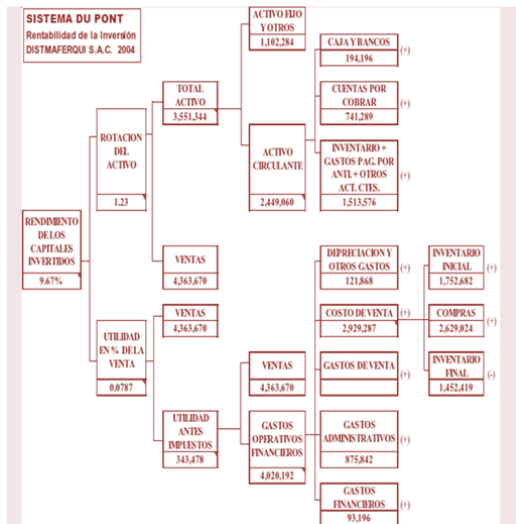 SISTEMA DU PONT
Rentabilidad de la Inversión
DISTMAFERQUI S.A.C. 2004
ACTIVO FIJO
Y OTROS
1,102,284
CAJA Y BANCOS
194,196
(+)
TOTAL
ACTIVO
3,551,344
CUENTAS POR
COBRAR
741,289
(+)
ROTACION
DEL
ACTIVO
1.23
ACTIVO
CIRCULANTE
2,449,060
INVENTARIO +
GASTOS PAG. POR
ANTI. + OTROS
ACT. CTES.
1,513,576
(+)
RENDIMIENTO
DE LOS
CAPITALES
INVERTIDOS
9.67%
VENTAS
4,363,670
DEPRECIACION Y
OTROS GASTOS
121,868
(+)
INVENTARIO
INICIAL
1,752,682
(+)
VENTAS
4,363,670
COSTO DE VENTA
2,929,287
(+)
COMPRAS
2,629,024
(+)
UTILIDAD
EN % DE LA
VENTA
0.0787
VENTAS
4,363,670
GASTOS DE VENTA
(+)
INVENTARIO
FINAL
1,452,419
(-)
UTILIDAD
ANTES
IMPUESTOS
343,478
GASTOS
OPERATIVOS
FINANCIEROS
4,020,192
GASTOS
ADMINISTRATIVOS
875,842
(+)
GASTOS
FINANCIEROS
93,196
(+)